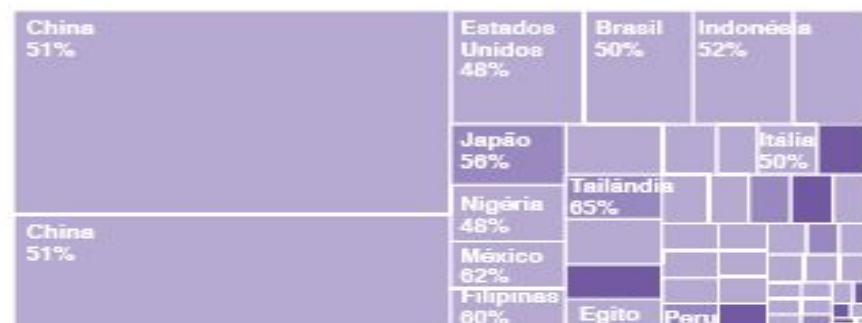 China
51%
Estados
Unidos
48%
Brasil
50%
Indonésia
52%
Japão
56%
Itália
50%
Tailândia
65%
Nigéria
48%
China
51%
México
62%
Filipinas
60%
Egito
Peru